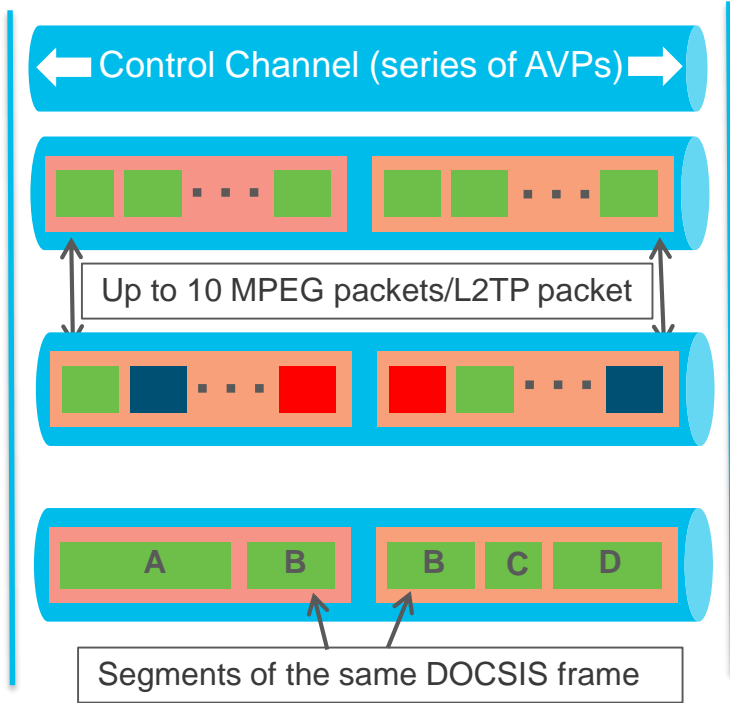 Control Channel (series of AVPs)
Up to 10 MPEG packets/L2TP packet
A B B C D
Segments of the same DOCSIS frame